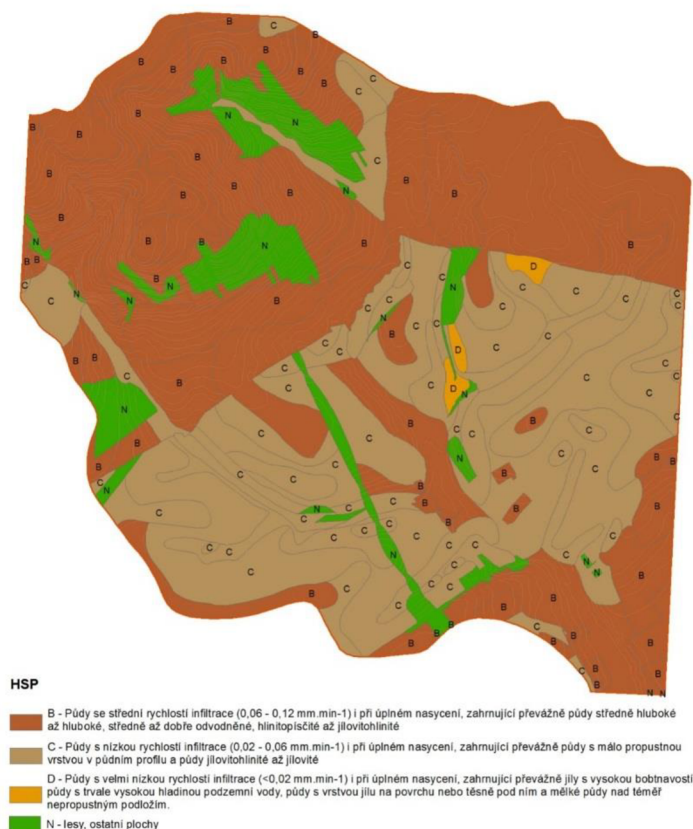 HSP
B - Půdy se střední rychlostí infiltrace (0,06 - 0,12 mm.min-1) i při úplném nasycení, zahrnující převážně půdy středně hluboké
až hluboké, středně až dobře odvodněné, hlinitopísčité až jílovitohlinité
C - Půdy s nízkou rychlostí infiltrace (0,02 - 0,06 mm.min-1) i při úplném nasycení, zahrnující převážně půdy s málo propustnou
vrstvou v půdním profilu a půdy jílovitohlinité až jílovité
D - Půdy s velmi nízkou rychlostí infiltrace (<0,02 mm.min-1) i při úplném nasycení, zahrnující převážně jíly s vysokou bobtnavostí
půdy s trvale vysokou hladinou podzemní vody, půdy s vrstvou jílu na povrchu nebo těsně pod ním a mělké půdy nad téměř
nepropustným podložím.
N - lesy, ostatní plochy